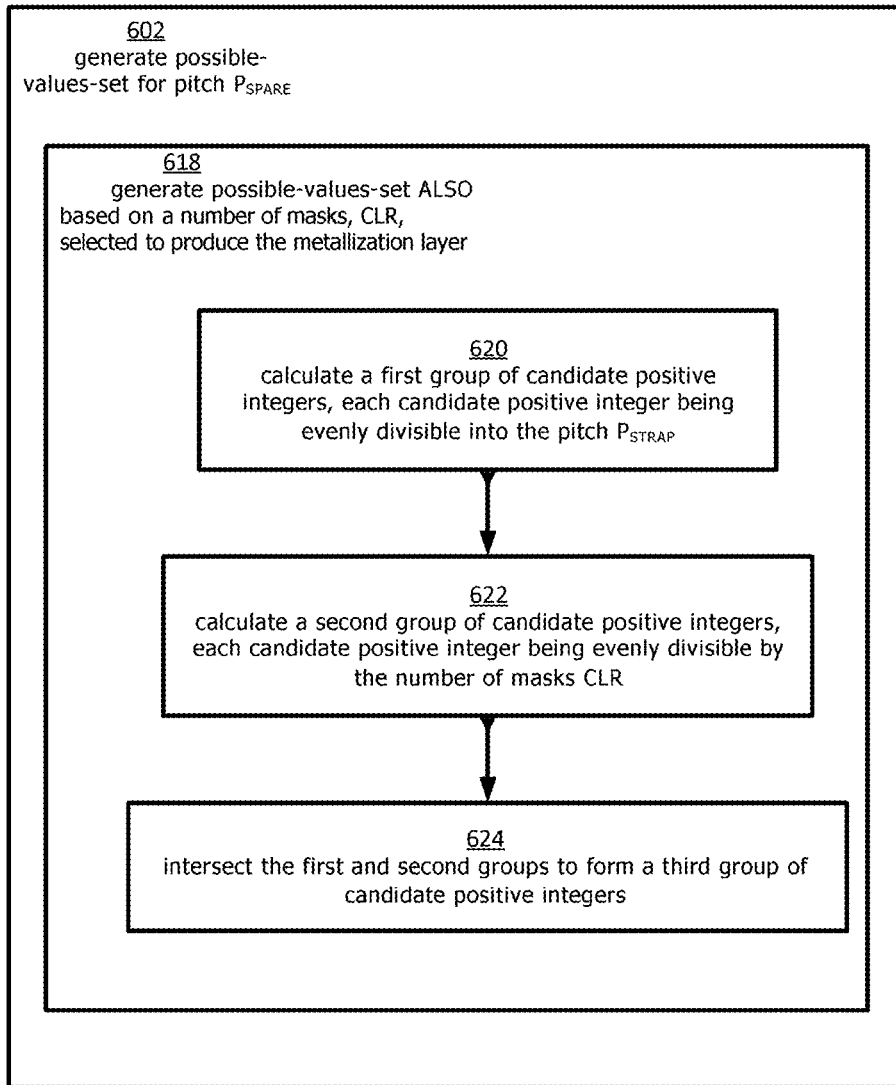 602
generate possible-
values-set for pitch PSPARE
618
generate possible-values-set ALSO
based on a number of masks, CLR,
selected to produce the metallization layer
620
calculate a first group of candidate positive
integers, each candidate positive integer being
evenly divisible into the pitch PSTRAP
622
calculate a second group of candidate positive integers,
each candidate positive integer being evenly divisible by
the number of masks CLR
624
intersect the first and second groups to form a third group of
candidate positive integers